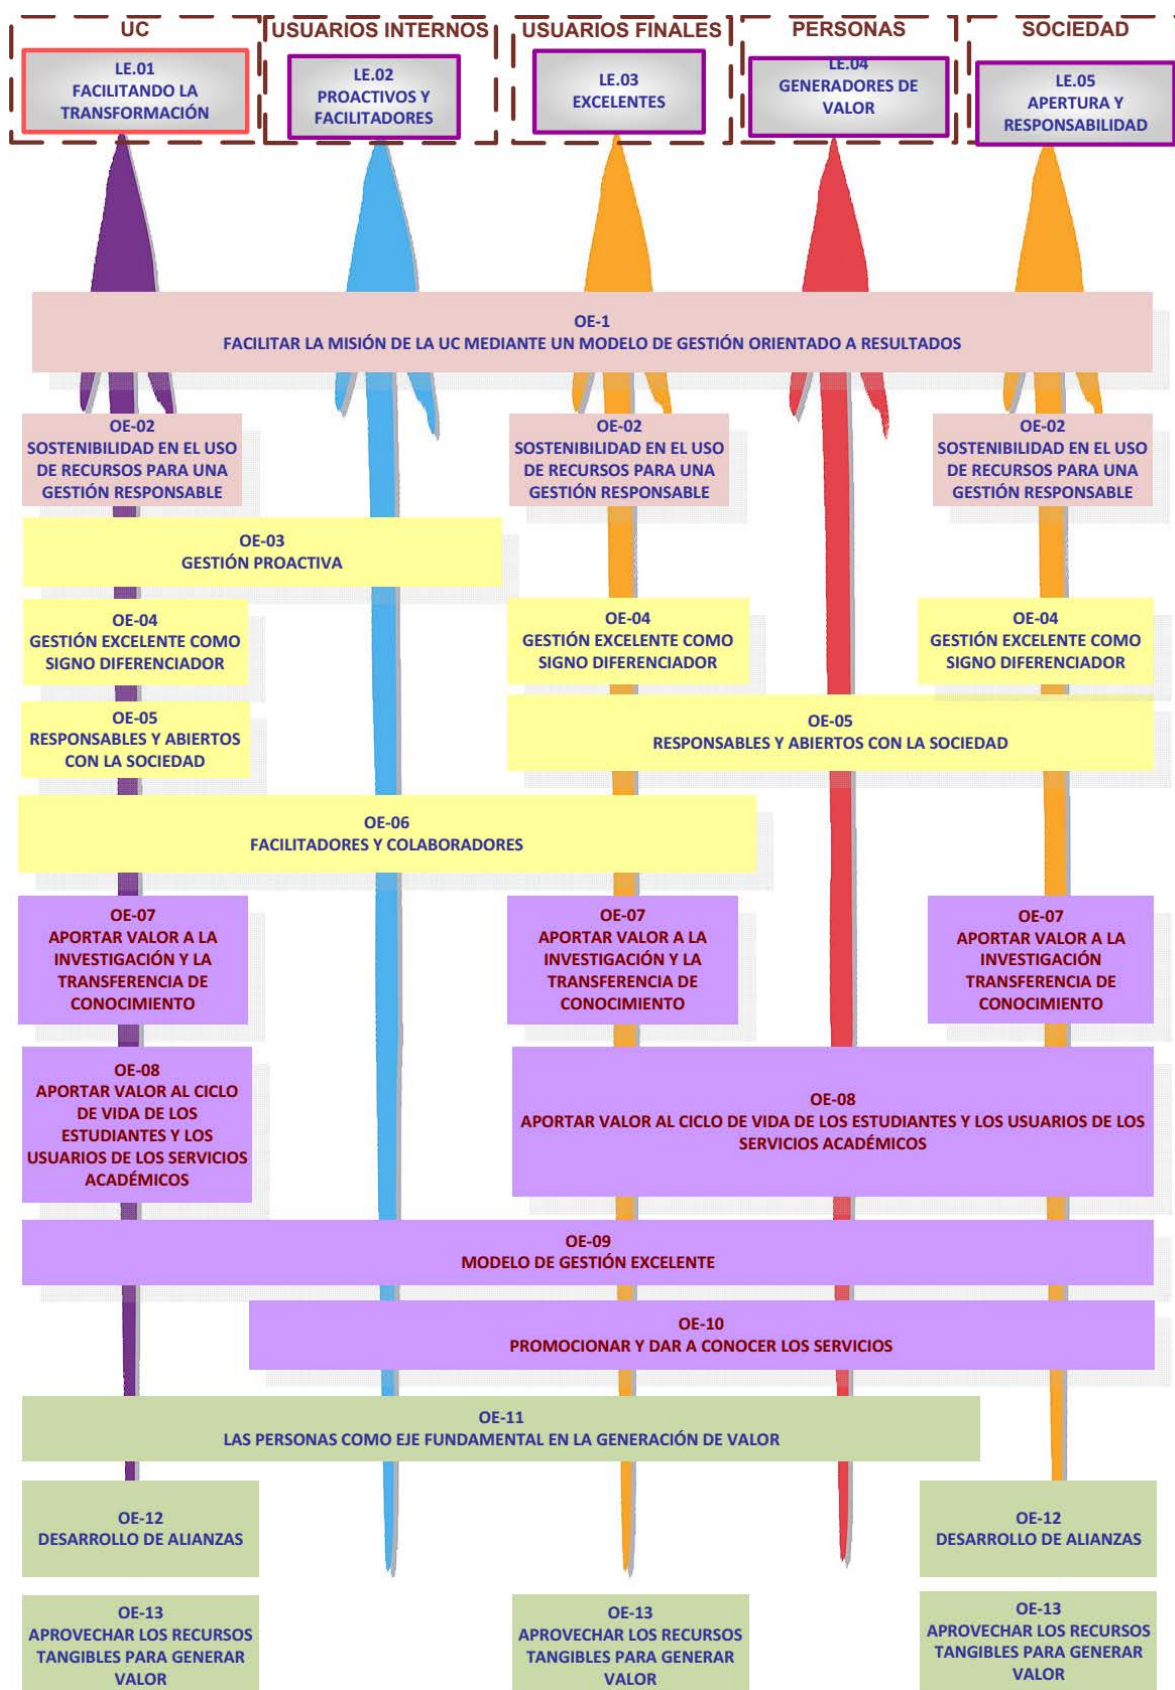 UC
LE.01
FACILITANDO LA
TRANSFORMACIÓN
USUARIOS INTERNOS
LE.02
PROACTIVOS Y
FACILITADORES
USUARIOS FINALES
LE.03
EXCELENTES
PERSONAS
LE.04
GENERADORES DE
VALOR
SOCIEDAD
LE.05
APERTURA Y
RESPONSABILIDAD
OE-1
FACILITAR LA MISIÓN DE LA UC MEDIANTE UN MODELO DE GESTIÓN ORIENTADO A RESULTADOS
OE-02
SOSTENIBILIDAD EN EL USO
DE RECURSOS PARA UNA
GESTIÓN RESPONSABLE
OE-02
SOSTENIBILIDAD EN EL USO
DE RECURSOS PARA UNA
GESTIÓN RESPONSABLE
OE-02
SOSTENIBILIDAD EN EL USO
DE RECURSOS PARA UNA
GESTIÓN RESPONSABLE
OE-03
GESTIÓN PROACTIVA
OE-04
GESTIÓN EXCELENTE COMO
SIGNO DIFERENCIADOR
OE-04
GESTIÓN EXCELENTE COMO
SIGNO DIFERENCIADOR
OE-04
GESTIÓN EXCELENTE COMO
SIGNO DIFERENCIADOR
OE-05
RESPONSABLES Y ABIERTOS
CON LA SOCIEDAD
OE-05
RESPONSABLES Y ABIERTOS CON LA SOCIEDAD
OE-06
FACILITADORES Y COLABORADORES
OE-07
APORTAR VALOR A LA
INVESTIGACIÓN Y LA
TRANSFERENCIA DE
CONOCIMIENTO
OE-07
APORTAR VALOR A LA
INVESTIGACIÓN Y LA
TRANSFERENCIA DE
CONOCIMIENTO
OE-07
APORTAR VALOR A LA
INVESTIGACIÓN
TRANSFERENCIA DE
CONOCIMIENTO
OE-08
APORTAR VALOR AL CICLO
DE VIDA DE LOS
ESTUDIANTES Y LOS
USUARIOS DE LOS SERVICIOS
ACADÉMICOS
OE-08
APORTAR VALOR AL CICLO DE VIDA DE LOS ESTUDIANTES Y LOS USUARIOS DE LOS
SERVICIOS ACADÉMICOS
OE-09
MODELO DE GESTIÓN EXCELENTE
OE-10
PROMOCIONAR Y DAR A CONOCER LOS SERVICIOS
OE-11
LAS PERSONAS COMO EJE FUNDAMENTAL EN LA GENERACIÓN DE VALOR
OE-12
DESARROLLO DE ALIANZAS
OE-12
DESARROLLO DE ALIANZAS
OE-13
APROVECHAR LOS RECURSOS
TANGIBLES PARA GENERAR
VALOR
OE-13
APROVECHAR LOS RECURSOS
TANGIBLES PARA GENERAR
VALOR
OE-13
APROVECHAR LOS RECURSOS
TANGIBLES PARA GENERAR
VALOR